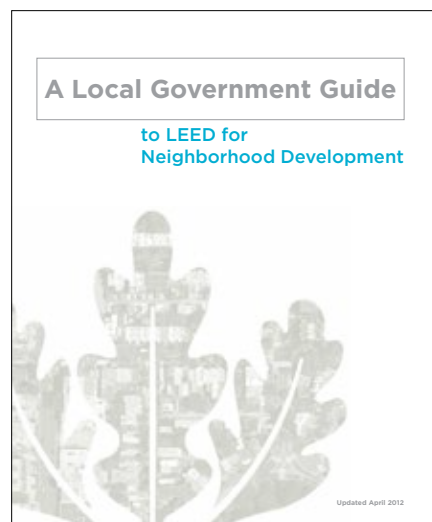 A Local Government Guide
to LEED for
Neighborhood Development
Updated April 2012